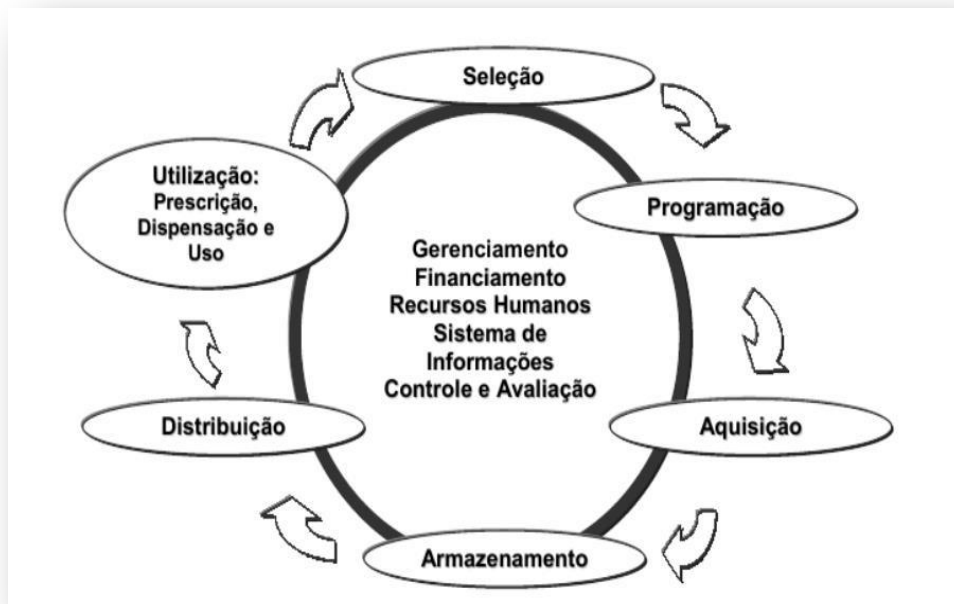 Seleção
Programação
Aquisição
Armazenamento
Distribuição
Utilização:
Prescrição,
Dispensação e
Uso
Gerenciamento
Financiamento
Recursos Humanos
Sistema de
Informações
Controle e Avaliação